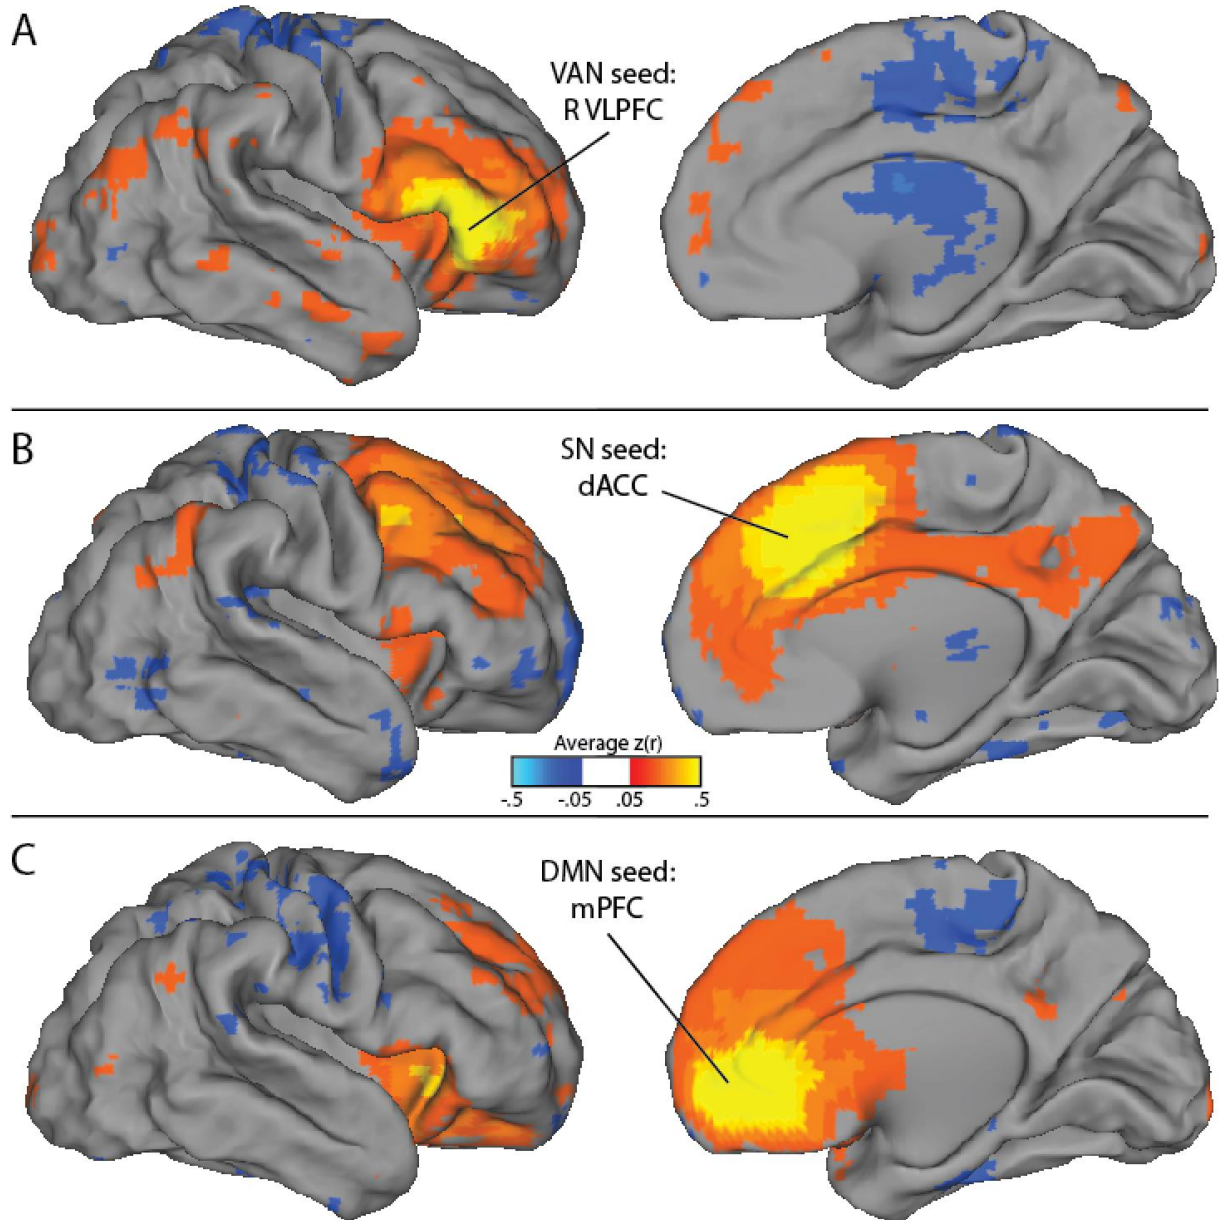 A
VAN seed:
R VLPFC
B
SN seed:
dACC
Average z(r)
-.5 -.05 .05 .5
C
DMN seed:
mPFC